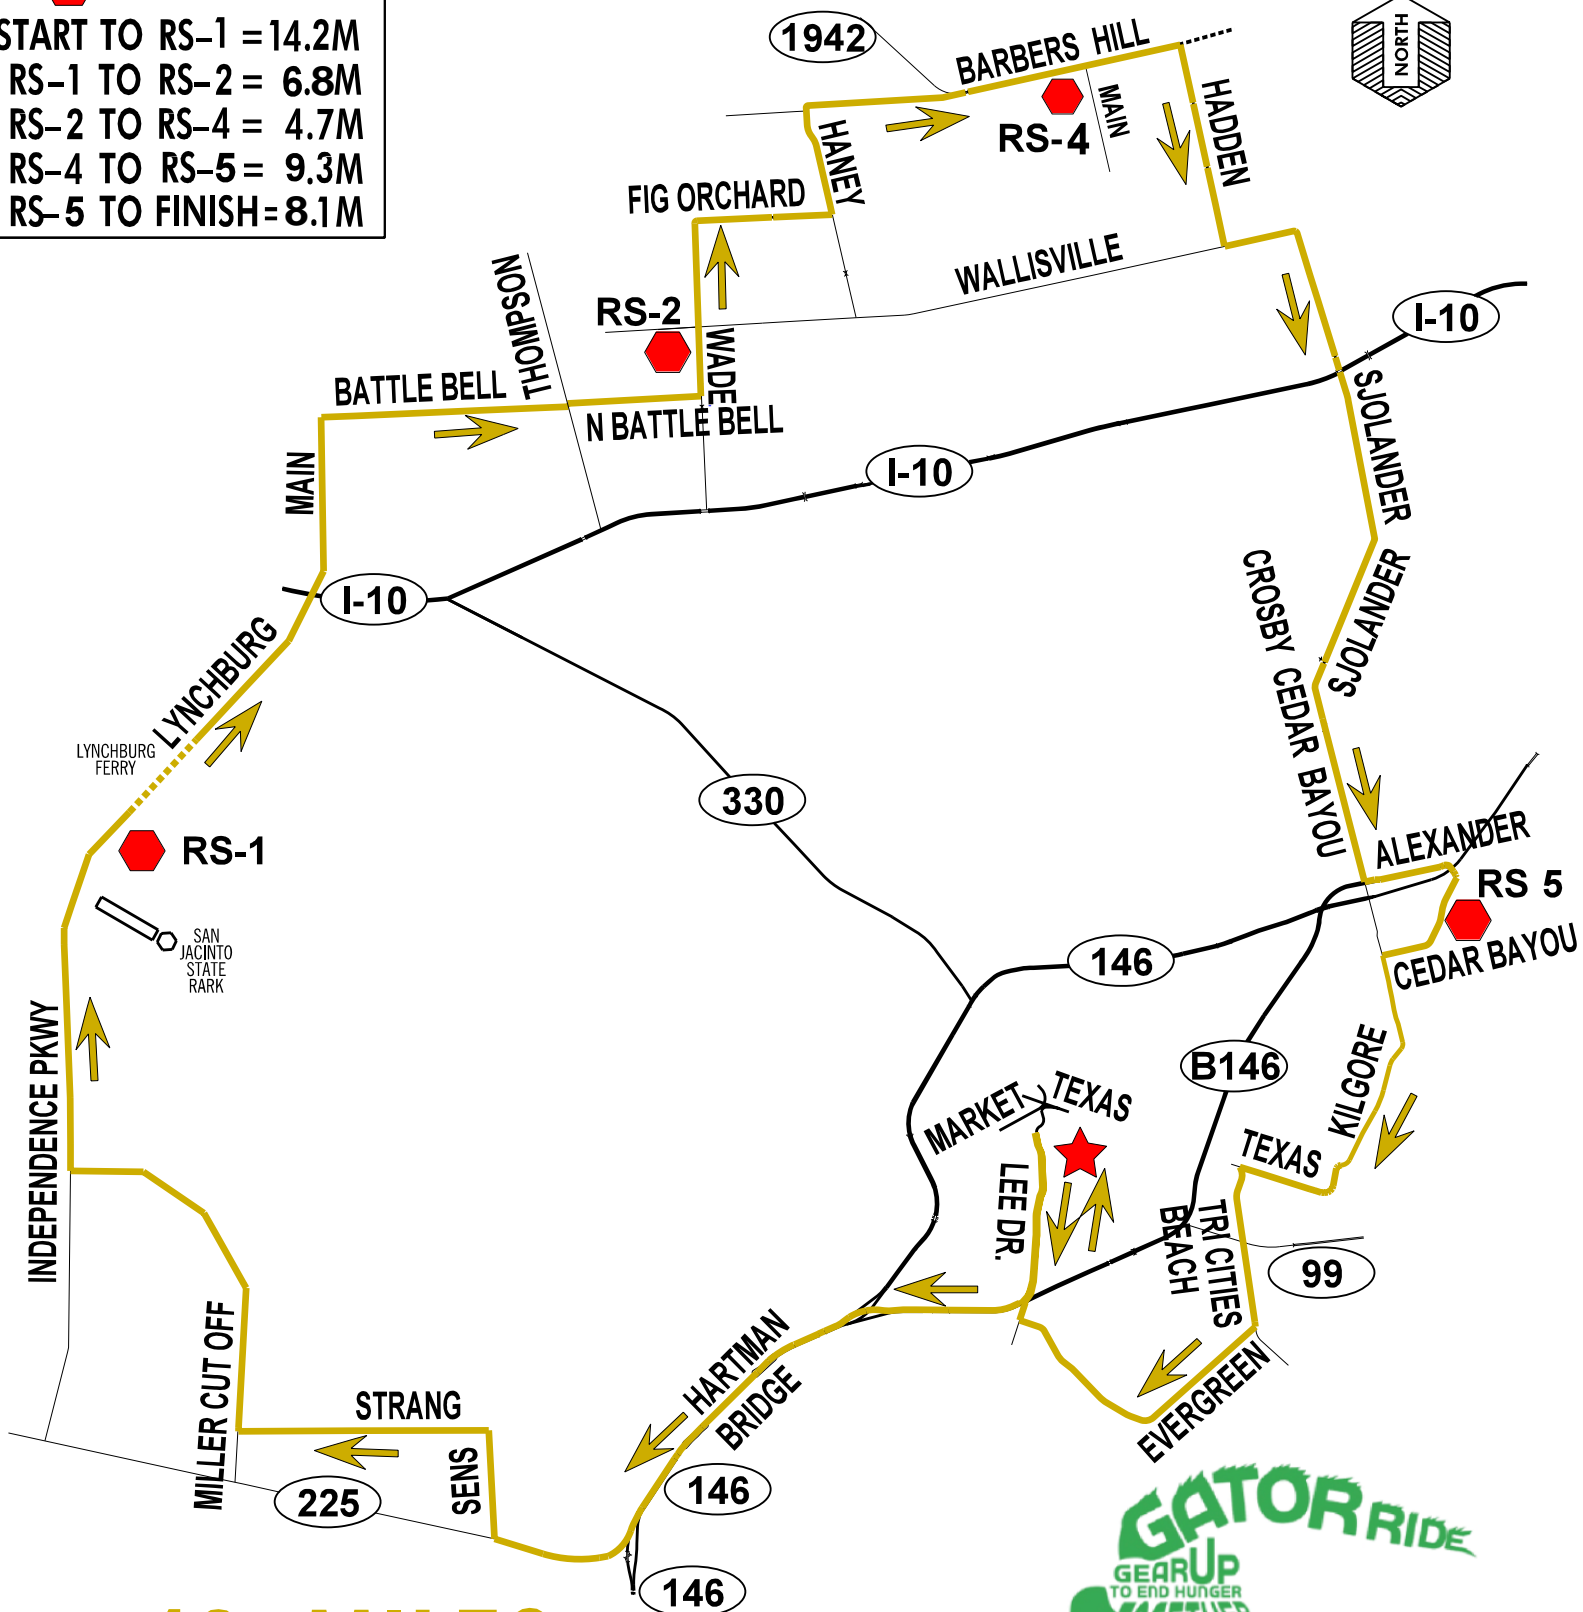 START TO RS-1 = 14.2M
RS-1 TO RS-2 = 6.8M
RS-2 TO RS-4 = 4.7M
RS-4 TO RS-5 = 9.3M
RS-5 TO FINISH = 8.1M
1942
BARBERS HILL
NORTH
MAIN
RS-4
HADDEN
HANEY
FIG ORCHARD
WALLISVILLE
THOMPSON
RS-2
I-10
WADE
BATTLE BELL
N BATTLE BELL
SJOLANDER
MAIN
I-10
I-10
SJOLANDER
CROSBY CEDAR BAYOU
LYNCHBURG
LYNCHBURG
FERRY
330
RS-1
ALEXANDER
RS 5
SAN
JACINTO
STATE
RARK
146
CEDAR BAYOU
INDEPENDENCE PKWY
B146
KILGORE
MARKET
TEXAS
TEXAS
LEE DR.
BEACH
TRI CITIES
99
MILLER CUT OFF
HARTMAN
BRIDGE
EVERGREEN
STRANG
SENS
225
146
146
GATOR RIDE
GEARUP
TO END HUNGER